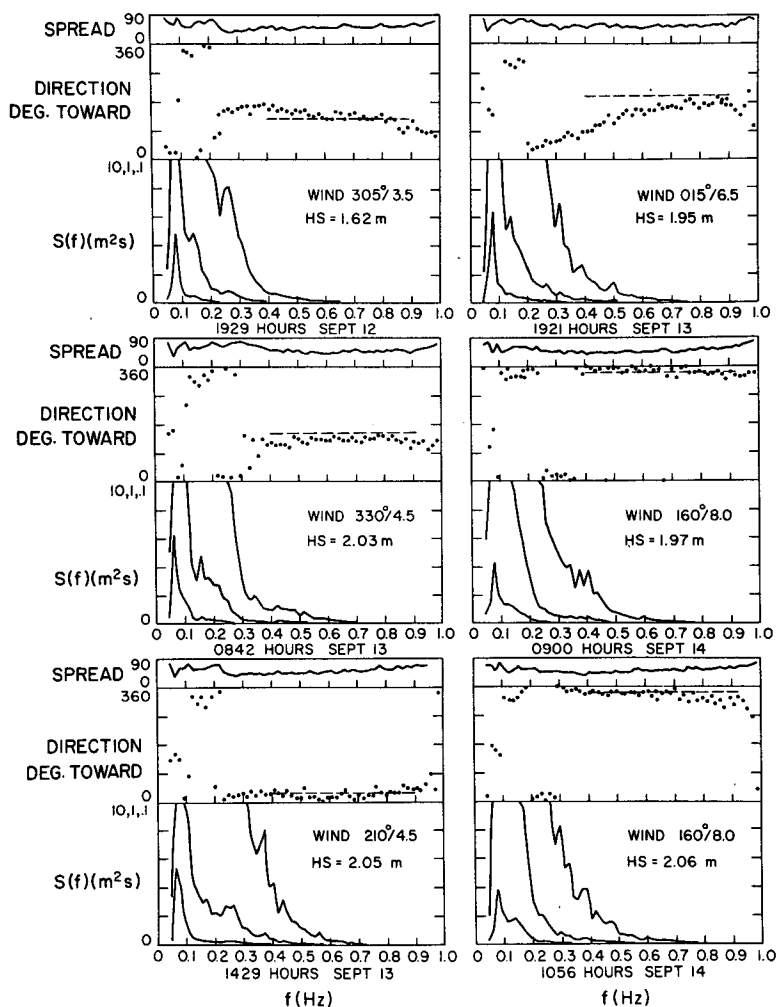 SPREAD 90
0
360
DIRECTION
DEG. TOWARD
0
10,1,.1
S(f)(m²s)
0
WIND 305°/3.5
HS = 1.62 m
0 0.1 0.2 0.3 0.4 0.5 0.6 0.7 0.8 0.9 1.0
1929 HOURS SEPT 12
WIND 015°/6.5
HS = 1.95 m
0 0.1 0.2 0.3 0.4 0.5 0.6 0.7 0.8 0.9 1.0
1921 HOURS SEPT 13
SPREAD 90
0
360
DIRECTION
DEG. TOWARD
0
10,1,.1
S(f)(m²s)
0
WIND 330°/4.5
HS = 2.03 m
0 0.1 0.2 0.3 0.4 0.5 0.6 0.7 0.8 0.9 1.0
0842 HOURS SEPT 13
WIND 160°/8.0
HS = 1.97 m
0 0.1 0.2 0.3 0.4 0.5 0.6 0.7 0.8 0.9 1.0
0900 HOURS SEPT 14
SPREAD 90
0
360
DIRECTION
DEG. TOWARD
0
10,1,.1
S(f)(m²s)
0
WIND 210°/4.5
HS = 2.05 m
0 0.1 0.2 0.3 0.4 0.5 0.6 0.7 0.8 0.9 1.0
1429 HOURS SEPT 13
f(Hz)
WIND 160°/8.0
HS = 2.06 m
0 0.1 0.2 0.3 0.4 0.5 0.6 0.7 0.8 0.9 1.0
1056 HOURS SEPT 14
f(Hz)